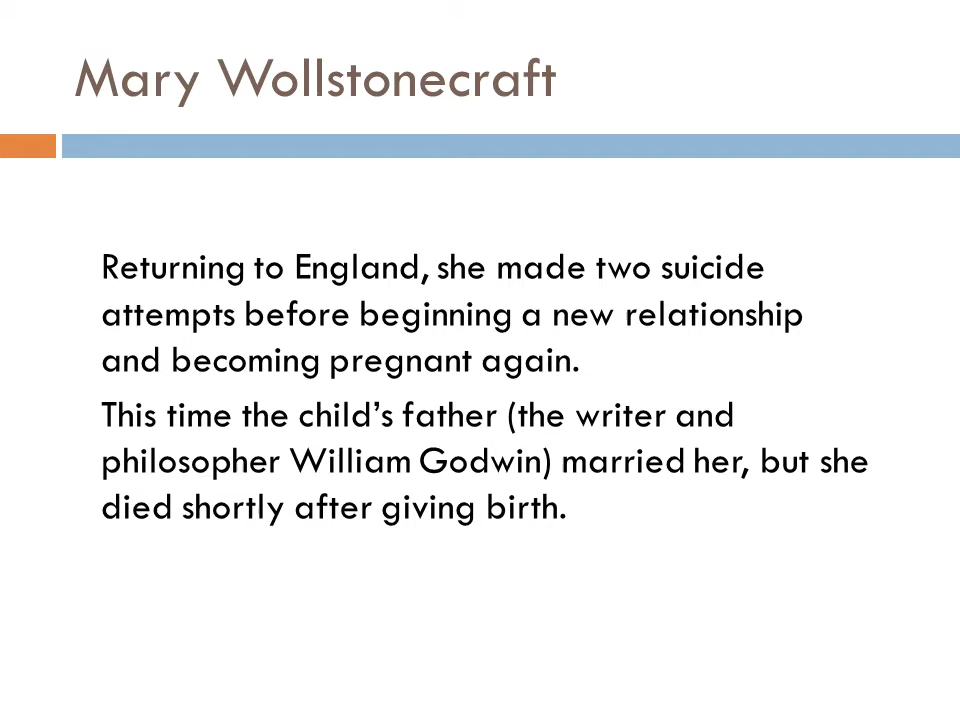 Mary Wollstonecraft
Returning to England, she made two suicide
attempts before beginning a new relationship
and becoming pregnant again.
This time the child’s father (the writer and
philosopher William Godwin) married her, but she
died shortly after giving birth.